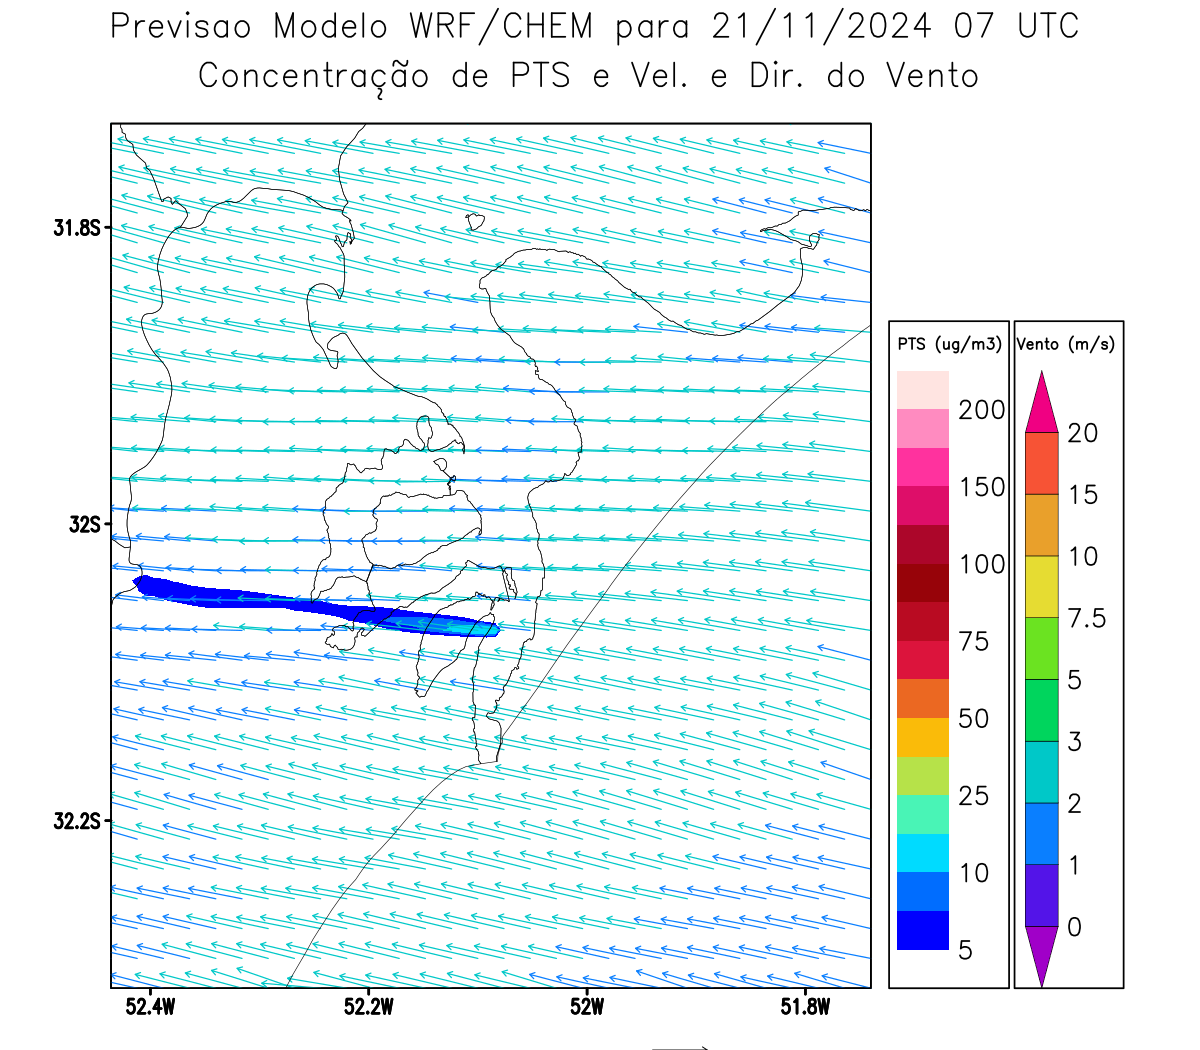 Previsao Modelo WRF/CHEM para 21/11/2024 07 UTC
Concentração de PTS e Vel. e Dir. do Vento
31.8S
32S
32.2S
52.4W 52.2W 52W 51.8W
PTS (ug/m3)
200
150
100
75
50
25
10
5
Vento (m/s)
20
15
10
7.5
5
3
2
1
0